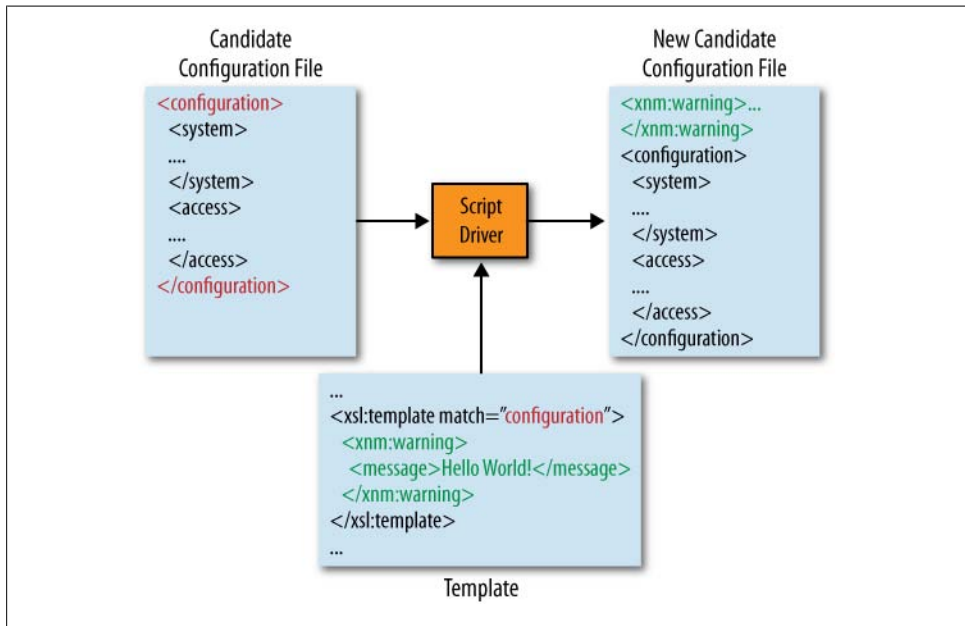 Candidate
Configuration File
<configuration>
<system>
....
</system>
<access>
....
</access>
</configuration>
Script
Driver
New Candidate
Configuration File
<xnm:warning>...
</xnm:warning>
<configuration>
<system>
....
</system>
<access>
....
</access>
</configuration>
...
<xsl:template match=”configuration”>
<xnm:warning>
<message>Hello World!</message>
</xnm:warning>
</xsl:template>
...
Template